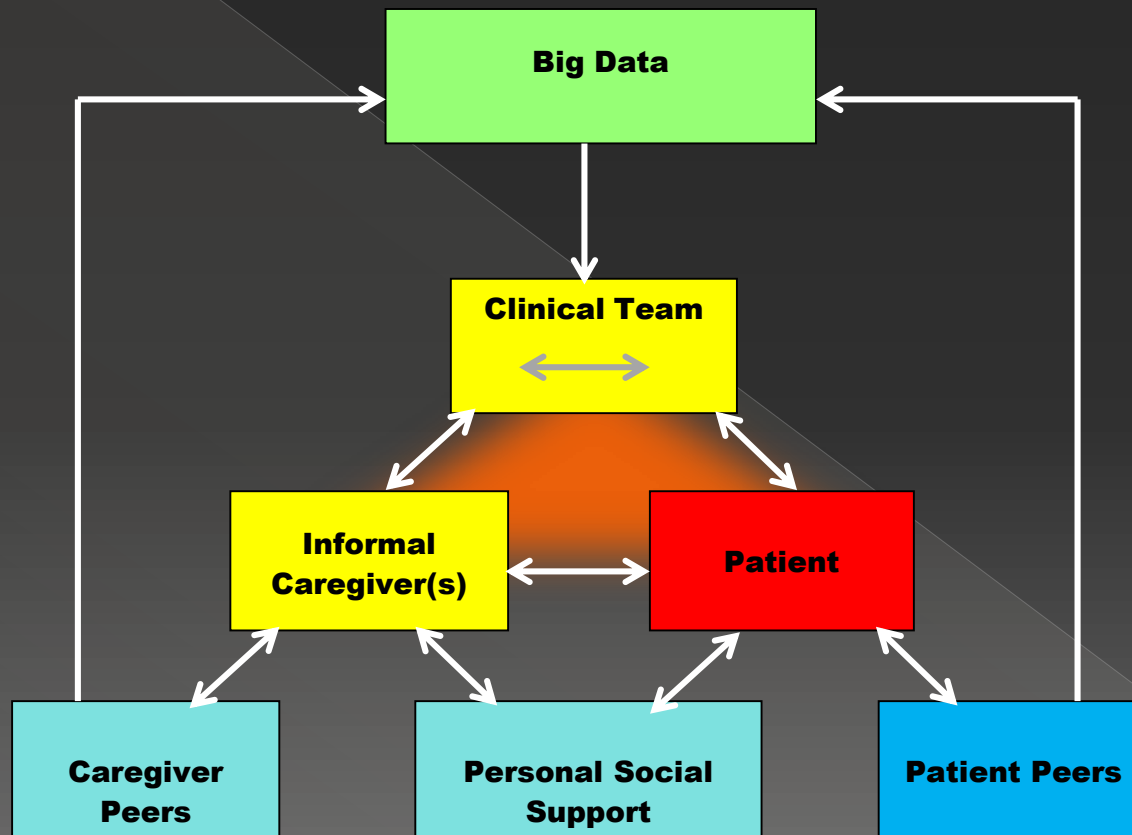 Big Data
Clinical Team
Informal
Caregiver(s)
Patient
Caregiver
Peers
Personal Social
Support
Patient Peers